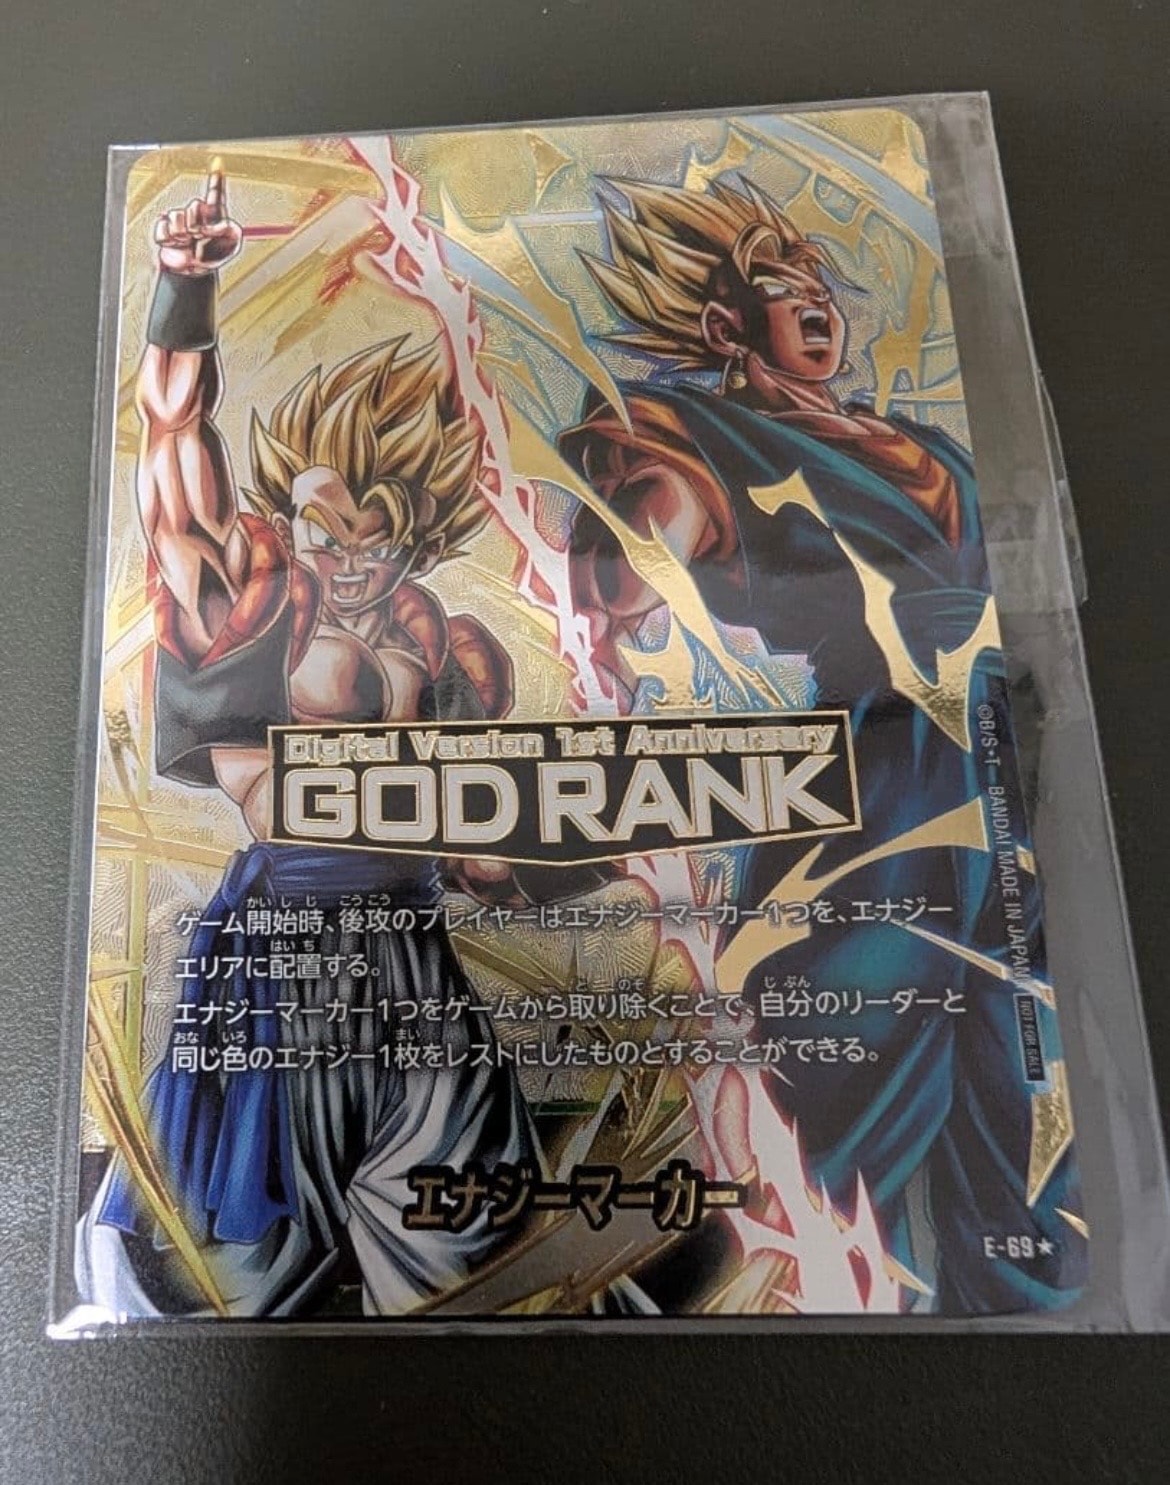 Digital Version 1st Anniversary
GOD RANK
ゲーム開始時、後攻のプレイヤーはエナジーマーカー1つを、エナジー
エリアに配置する。
エナジーマーカー1つをゲームから取り除くことで、自分のリーダーと
同じ色のエナジー1枚をレストにしたものとすることができる。
エナジーマーカー
E-69★
©B/S・T BANDAI MADE IN JAPAN
NOT FOR SALE